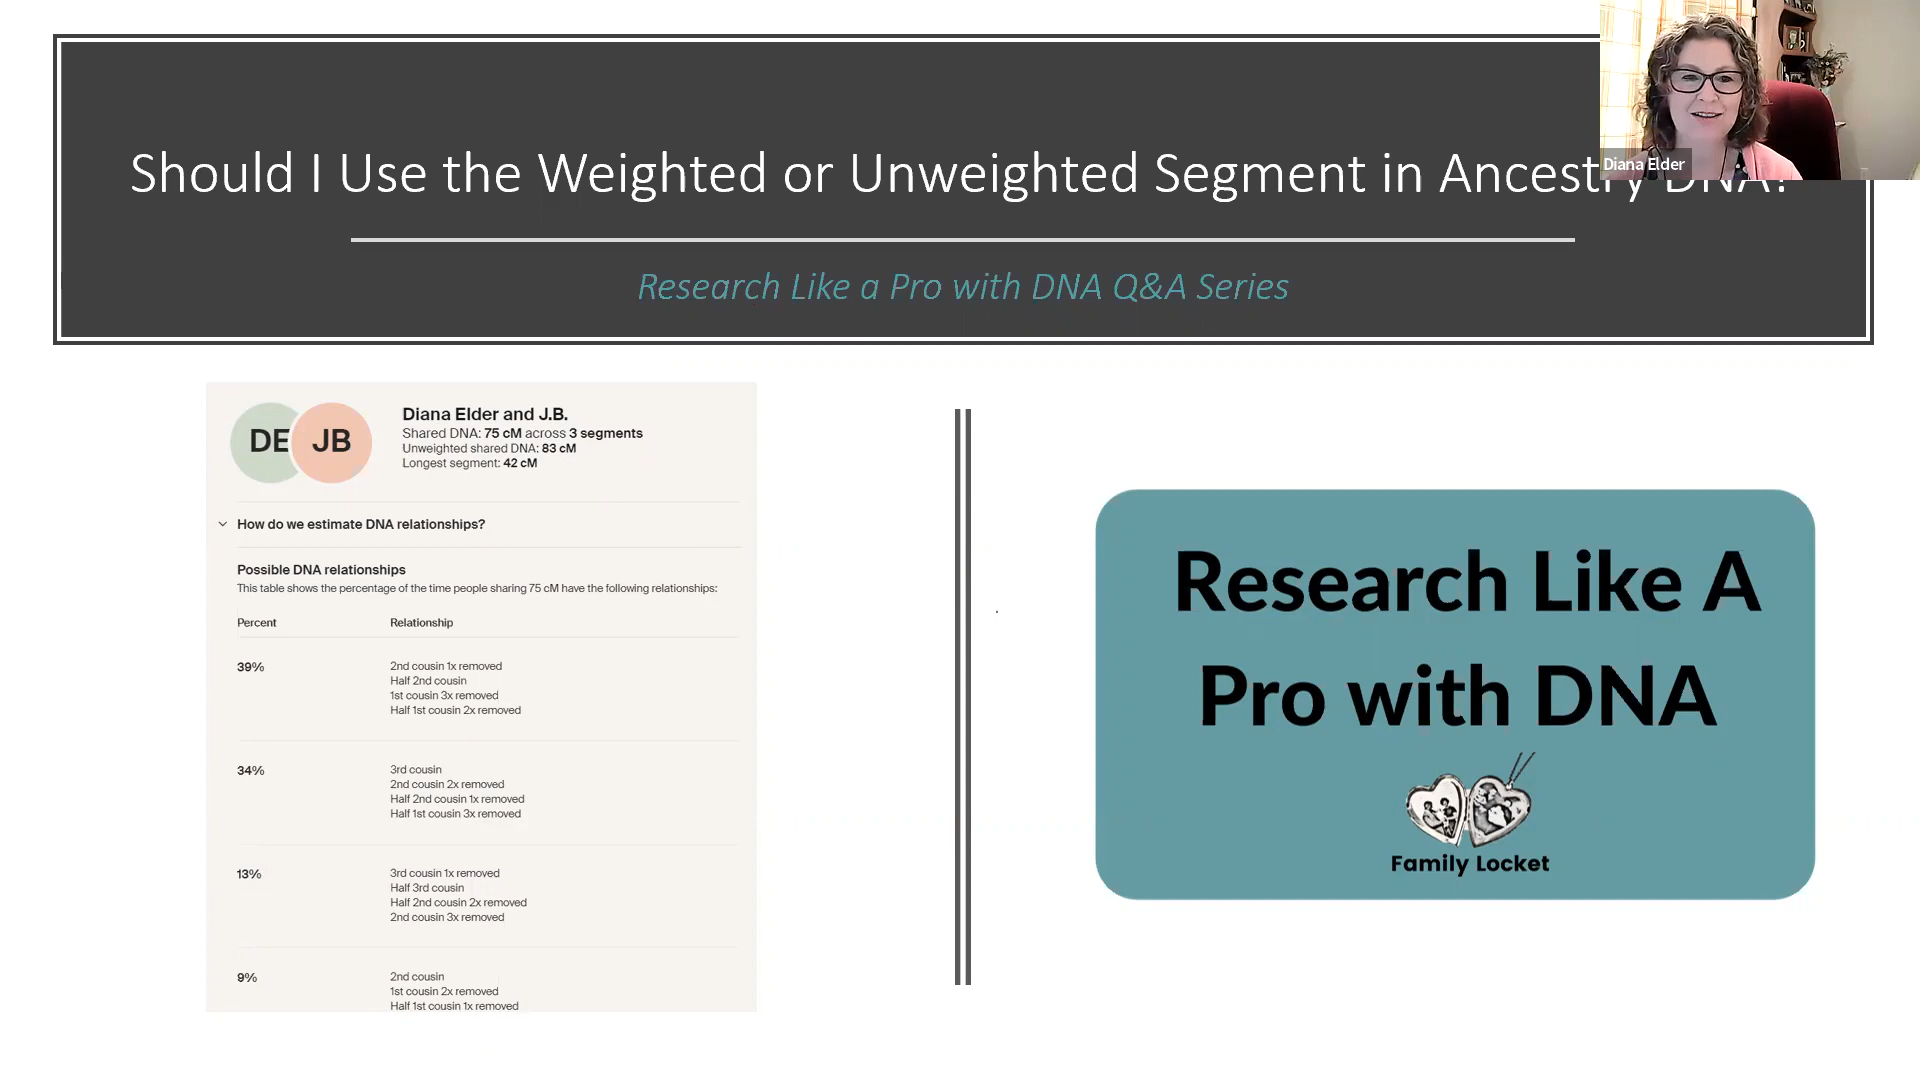 Should I Use the Weighted or Unweighted Segment in Ancestry DNA?
Diana Elder
Research Like a Pro with DNA Q&A Series
DE JB
Diana Elder and J.B.
Shared DNA: 75 cM across 3 segments
Unweighted shared DNA: 83 cM
Longest segment: 42 cM
How do we estimate DNA relationships?
Possible DNA relationships
This table shows the percentage of the time people sharing 75 cM have the following relationships:
Percent Relationship
39% 2nd cousin 1x removed
Half 2nd cousin
1st cousin 3x removed
Half 1st cousin 2x removed
34% 3rd cousin
2nd cousin 2x removed
Half 2nd cousin 1x removed
Half 1st cousin 3x removed
13% 3rd cousin 1x removed
Half 3rd cousin
Half 2nd cousin 2x removed
2nd cousin 3x removed
9% 2nd cousin
1st cousin 2x removed
Half 1st cousin 1x removed
Research Like A
Pro with DNA
Family Locket